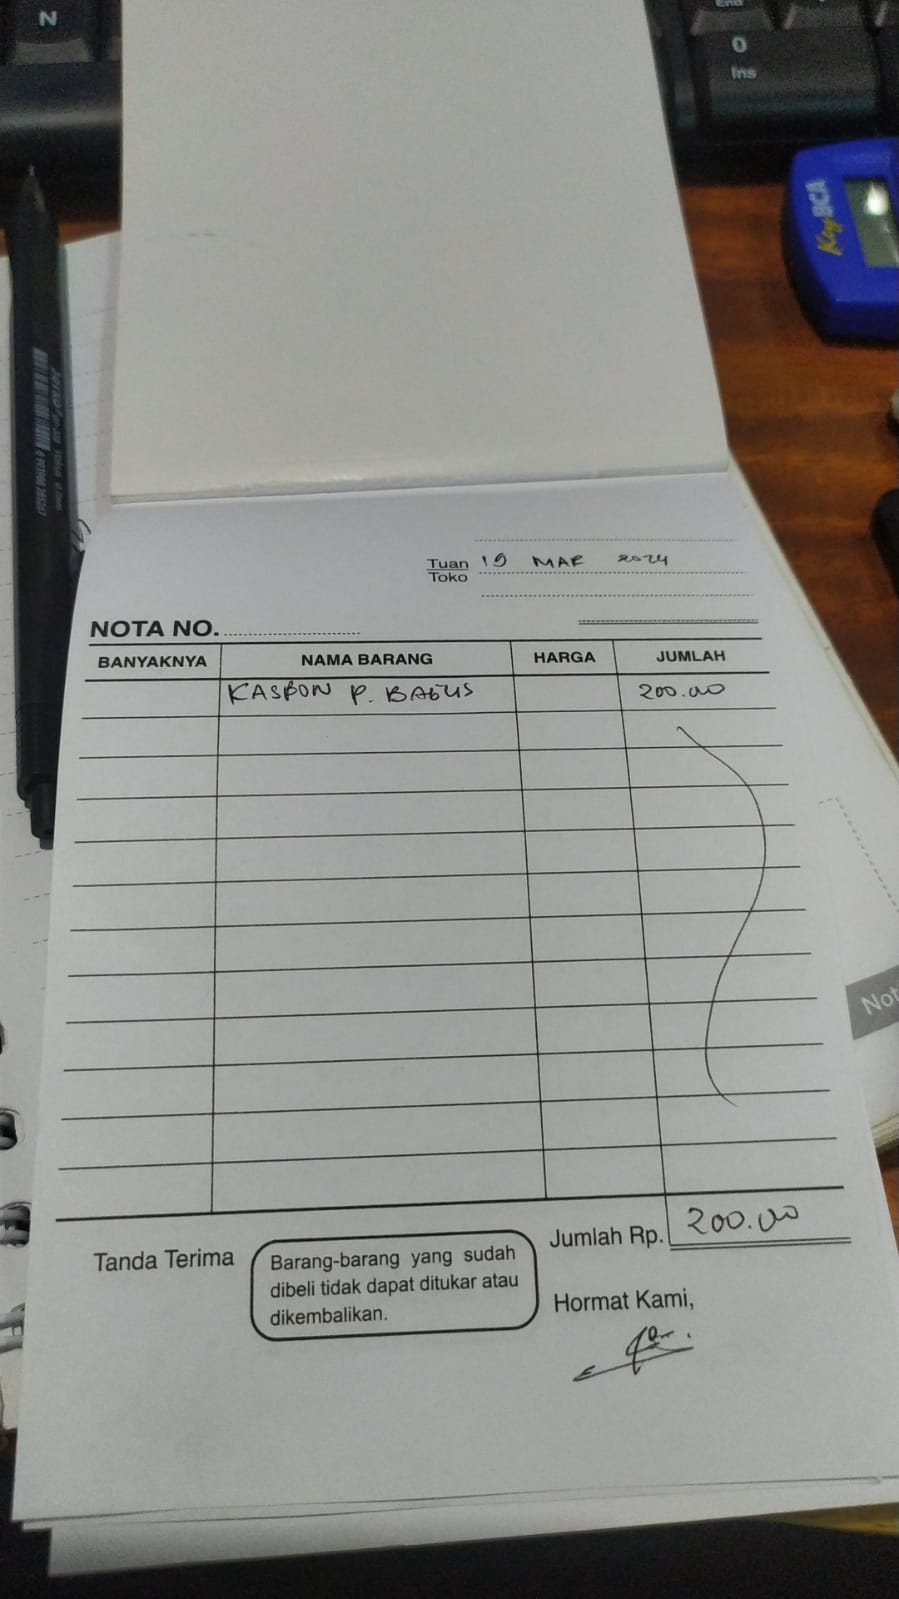 N
End
0
Ins
KeyBCA
Tuan 19 MAR 2024
Toko
NOTA NO.
BANYAKNYA NAMA BARANG HARGA JUMLAH
KASBON P. BAGUS 200.000
Jumlah Rp. 200.000
Tanda Terima
Barang-barang yang sudah
dibeli tidak dapat ditukar atau
dikembalikan.
Hormat Kami,
Not